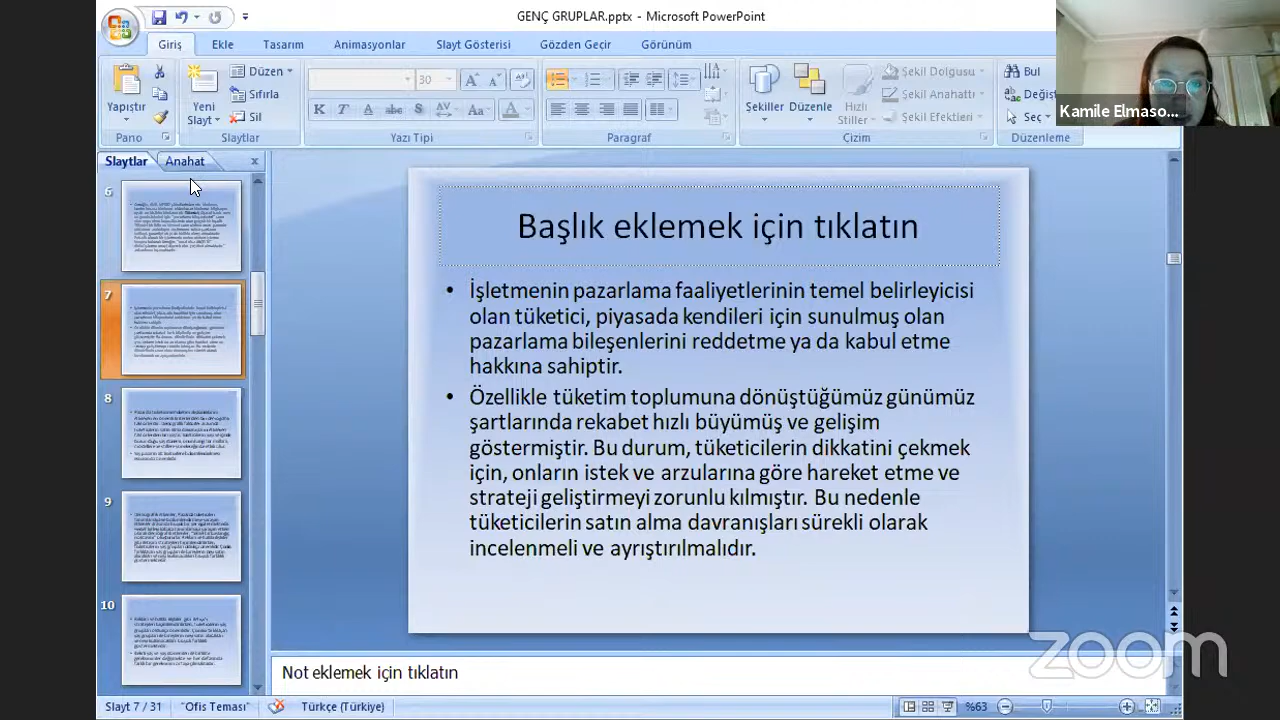 GENÇ GRUPLAR.pptx - Microsoft PowerPoint
Giriş Ekle Tasarım Animasyonlar Slayt Gösterisi Gözden Geçir Görünüm
Yapıştır
Yeni Slayt
Düzen
Sıfırla
Sil
30
K T A abc S AV Aa A
Şekiller
Düzenle
Hızlı Stiller
Şekil Dolgusu
Şekil Anahattı
Şekil Efektleri
Bul
Değiş
Seç
Pano Slaytlar Yazı Tipi Paragraf Çizim Düzenleme
Kamile Elmaso...
Slaytlar Anahat
6
7
8
9
10
Başlık eklemek için tıklatın
• İşletmenin pazarlama faaliyetlerinin temel belirleyicisi
olan tüketici piyasada kendileri için sunulmuş olan
pazarlama bileşenlerini reddetme ya da kabul etme
hakkına sahiptir.
• Özellikle tüketim toplumuna dönüştüğümüz günümüz
şartlarında rekabet hızlı büyümüş ve gelişim
göstermiştir. Bu durum, tüketicilerin dikkatini çekmek
için, onların istek ve arzularına göre hareket etme ve
strateji geliştirmeyi zorunlu kılmıştır. Bu nedenle
tüketicilerin satın alma davranışları sürekli olarak
incelenmeli ve ayrıştırılmalıdır.
Not eklemek için tıklatın
zoom
Slayt 7 / 31 "Ofis Teması" Türkçe (Türkiye) %63